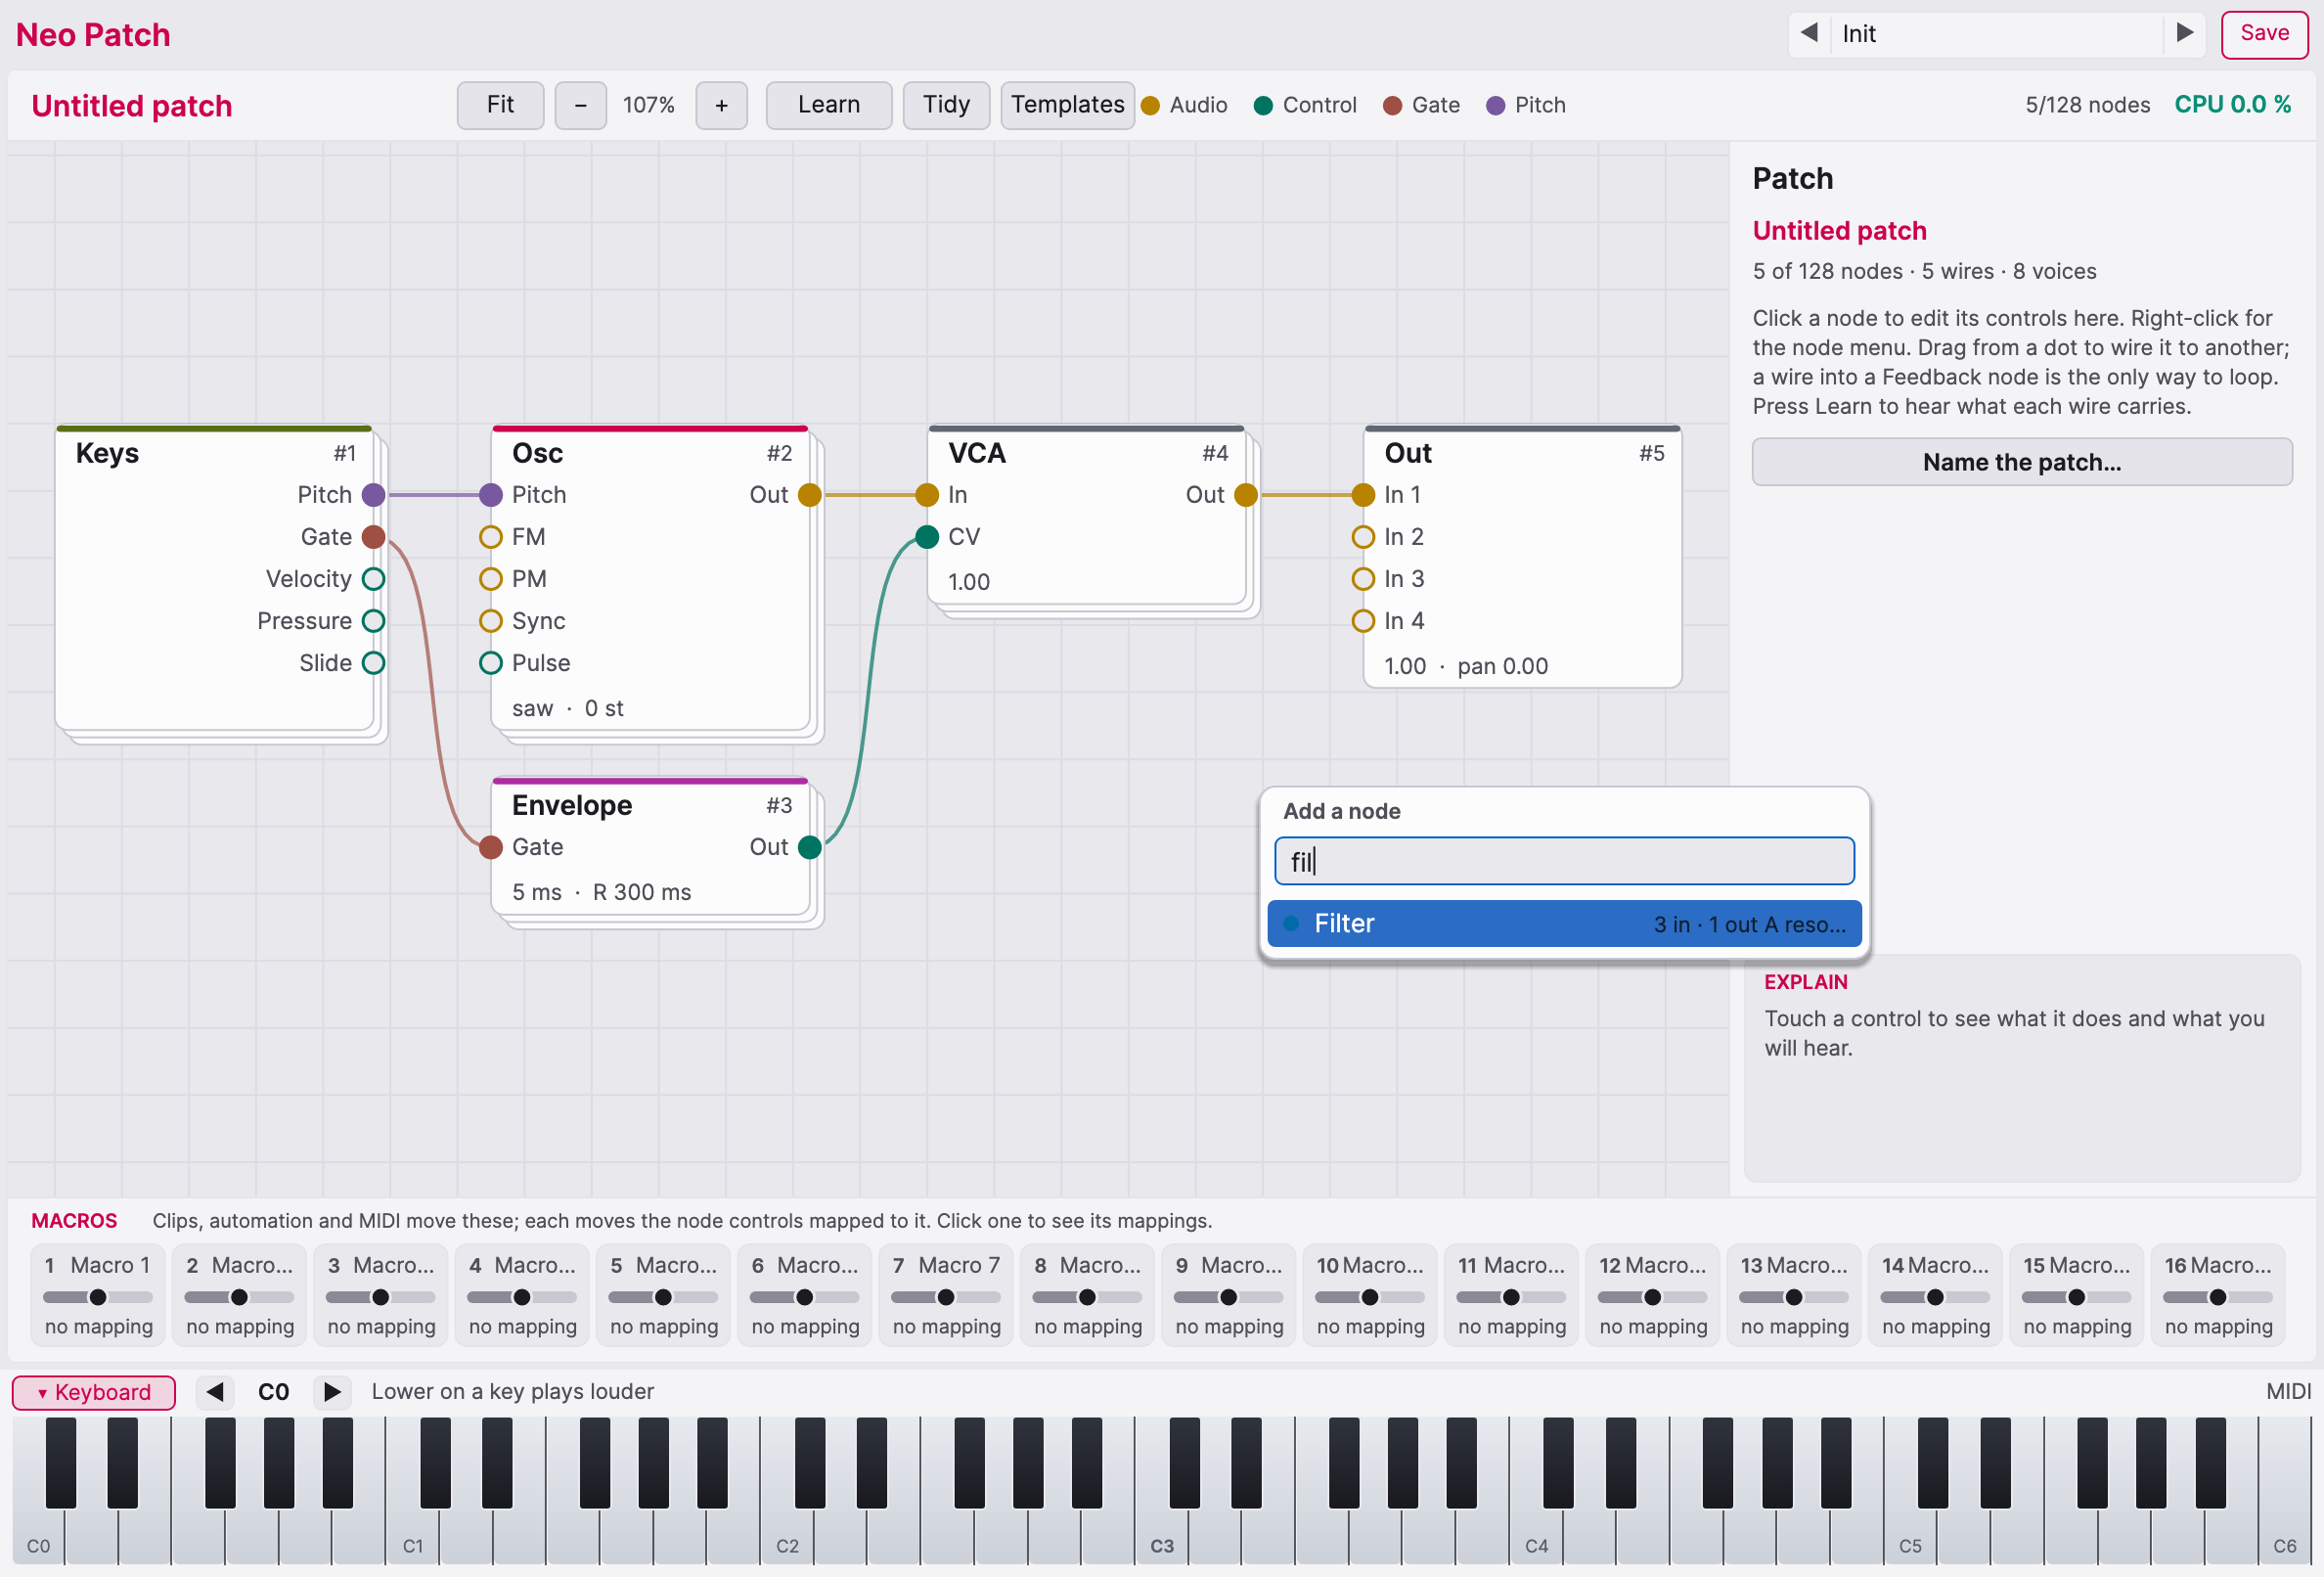 Neo Patch
Init
Save
Untitled patch
Fit
−
107%
+
Learn
Tidy
Templates
Audio
Control
Gate
Pitch
5/128 nodes
CPU 0.0 %
Patch
Untitled patch
5 of 128 nodes · 5 wires · 8 voices
Click a node to edit its controls here. Right-click for
the node menu. Drag from a dot to wire it to another;
a wire into a Feedback node is the only way to loop.
Press Learn to hear what each wire carries.
Name the patch...
Keys #1
Pitch
Gate
Velocity
Pressure
Slide
Osc #2
Pitch Out
FM
PM
Sync
Pulse
saw · 0 st
VCA #4
In Out
CV
1.00
Out #5
In 1
In 2
In 3
In 4
1.00 · pan 0.00
Envelope #3
Gate Out
5 ms · R 300 ms
Add a node
fil
Filter 3 in · 1 out A reso...
EXPLAIN
Touch a control to see what it does and what you
will hear.
MACROS Clips, automation and MIDI move these; each moves the node controls mapped to it. Click one to see its mappings.
1 Macro 1
no mapping
2 Macro...
no mapping
3 Macro...
no mapping
4 Macro...
no mapping
5 Macro...
no mapping
6 Macro...
no mapping
7 Macro 7
no mapping
8 Macro...
no mapping
9 Macro...
no mapping
10 Macro...
no mapping
11 Macro...
no mapping
12 Macro...
no mapping
13 Macro...
no mapping
14 Macro...
no mapping
15 Macro...
no mapping
16 Macro...
no mapping
Keyboard
C0
Lower on a key plays louder
MIDI
C0 C1 C2 C3 C4 C5 C6